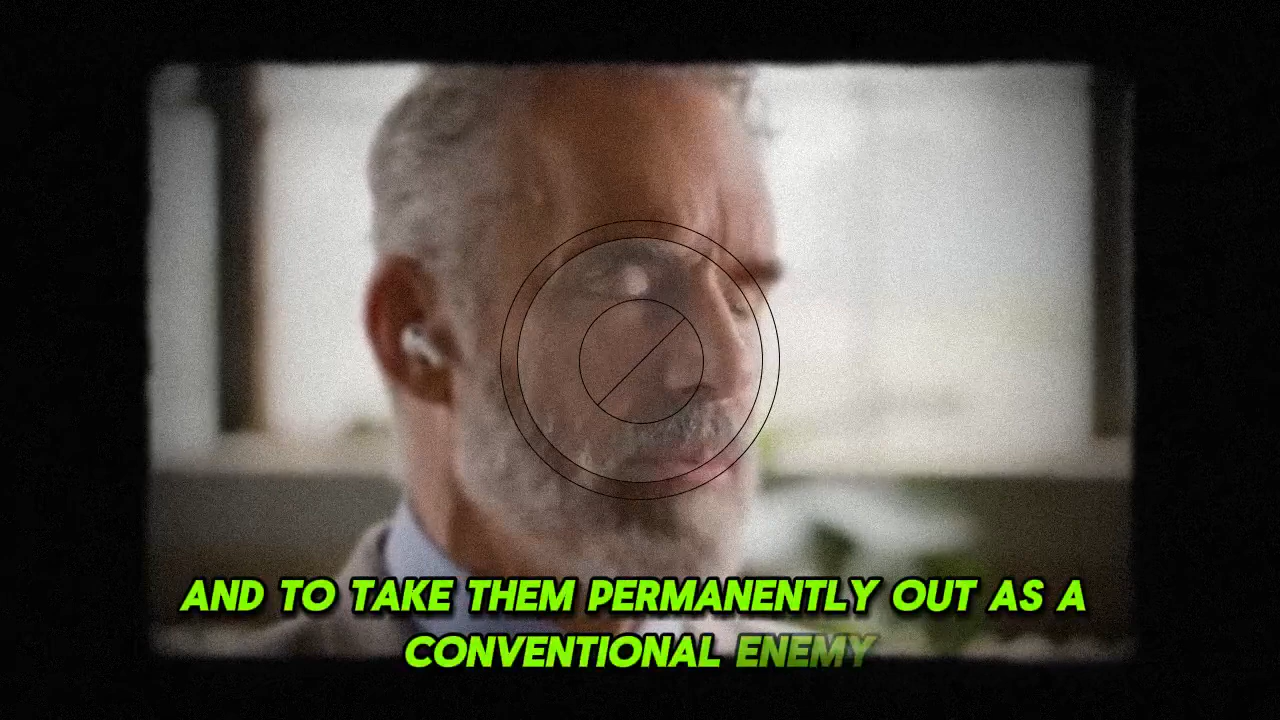 AND TO TAKE THEM PERMANENTLY OUT AS A
CONVENTIONAL ENEMY